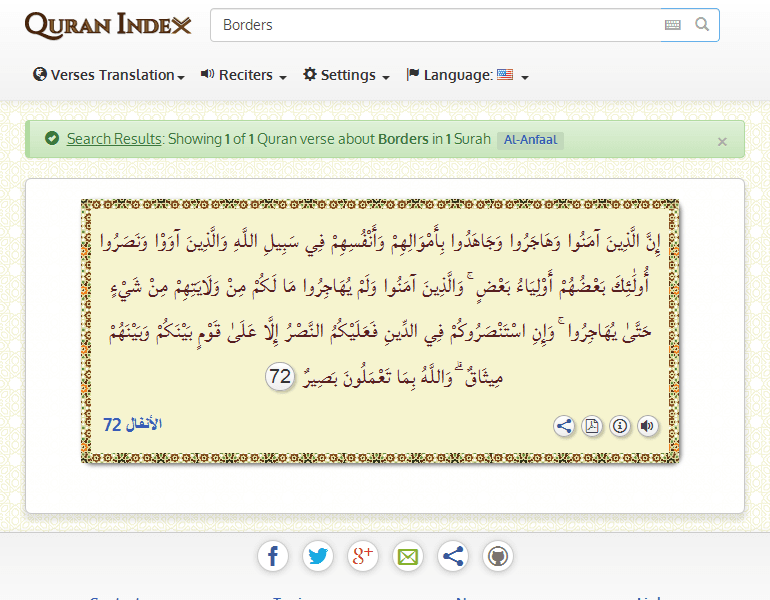 QURAN INDEX
Borders
Verses Translation Reciters Settings Language:
Search Results: Showing 1 of 1 Quran verse about Borders in 1 Surah Al-Anfaal ×
إِنَّ الَّذِينَ آمَنُوا وَهَاجَرُوا وَجَاهَدُوا بِأَمْوَالِهِمْ وَأَنْفُسِهِمْ فِي سَبِيلِ اللَّهِ وَالَّذِينَ آوَوْا وَنَصَرُوا
أُولَٰئِكَ بَعْضُهُمْ أَوْلِيَاءُ بَعْضٍ ۚ وَالَّذِينَ آمَنُوا وَلَمْ يُهَاجِرُوا مَا لَكُمْ مِنْ وَلَايَتِهِمْ مِنْ شَيْءٍ
حَتَّىٰ يُهَاجِرُوا ۚ وَإِنِ اسْتَنْصَرُوكُمْ فِي الدِّينِ فَعَلَيْكُمُ النَّصْرُ إِلَّا عَلَىٰ قَوْمٍ بَيْنَكُمْ وَبَيْنَهُمْ
مِيثَاقٌ ۗ وَاللَّهُ بِمَا تَعْمَلُونَ بَصِيرٌ 72
الأنفال 72